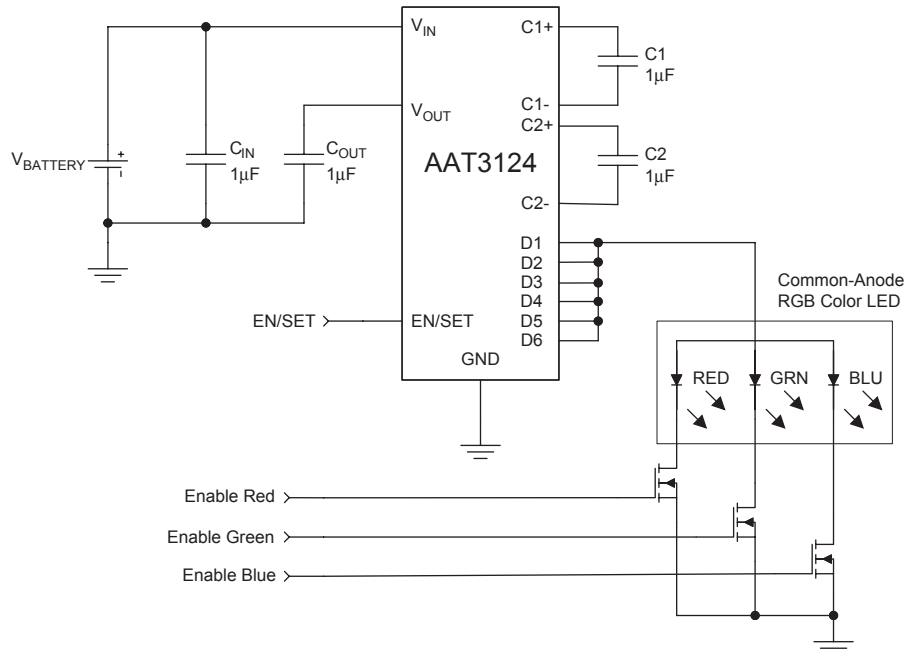 V_IN
C1+
C1
1µF
C1-
V_OUT
C2+
V_BATTERY
+
-
C_IN
1µF
C_OUT
1µF
AAT3124
C2
1µF
C2-
D1
D2
D3
D4
D5
D6
Common-Anode
RGB Color LED
EN/SET
EN/SET
GND
RED
GRN
BLU
Enable Red
Enable Green
Enable Blue